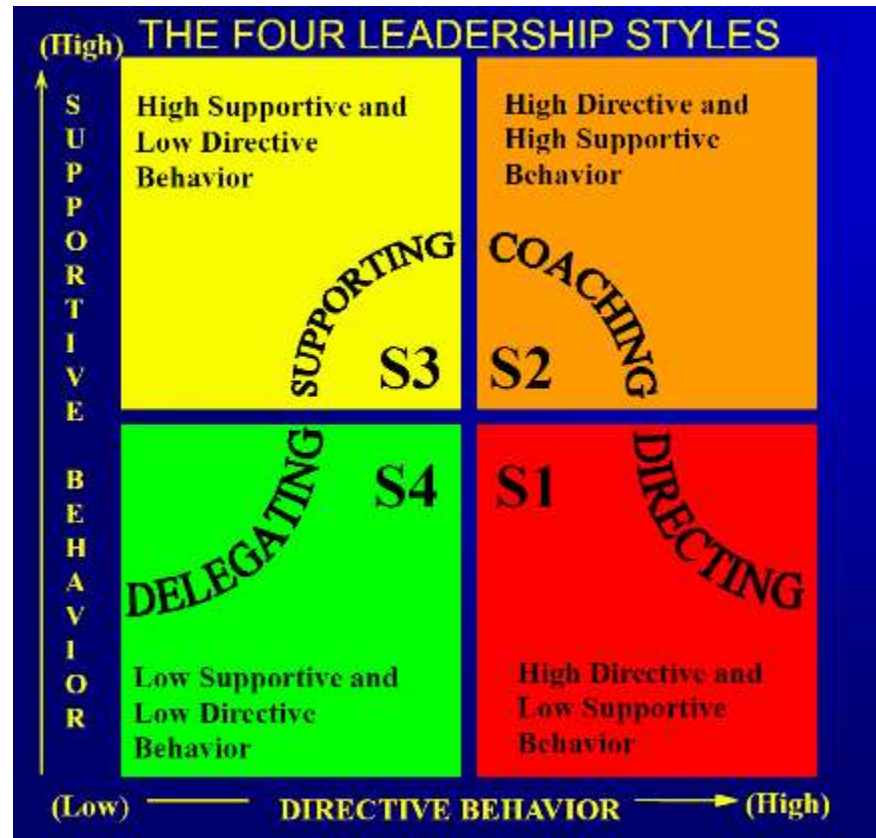 (High) THE FOUR LEADERSHIP STYLES
SUPPORTIVE BEHAVIOR
High Supportive and
Low Directive
Behavior
SUPPORTING
S3
High Directive and
High Supportive
Behavior
COACHING
S2
DELEGATING
S4
Low Supportive and
Low Directive
Behavior
S1
DIRECTING
High Directive and
Low Supportive
Behavior
(Low) DIRECTIVE BEHAVIOR (High)